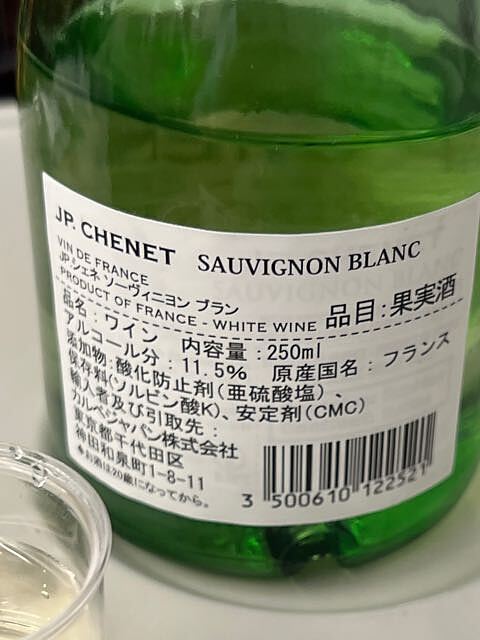 JP. CHENET SAUVIGNON BLANC
VIN DE FRANCE
JPシェネ ソーヴィニヨン ブラン
PRODUCT OF FRANCE - WHITE WINE 品目:果実酒
品名:ワイン 内容量:250ml
アルコール分:11.5% 原産国名:フランス
添加物:酸化防止剤(亜硫酸塩)、
保存料(ソルビン酸K)、安定剤(CMC)
輸入者及び引取先:
カルペジャパン株式会社
東京都千代田区
神田和泉町1-8-11
※お酒は20歳になってから。
3 500610 122521